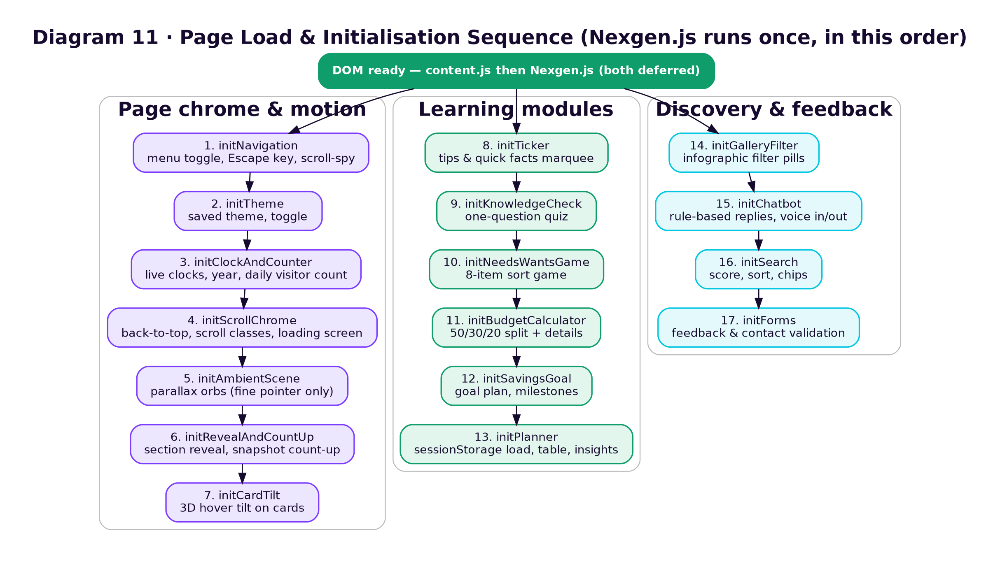 Diagram 11 · Page Load & Initialisation Sequence (Nexgen.js runs once, in this order)
DOM ready — content.js then Nexgen.js (both deferred)
Page chrome & motion
1. initNavigation
menu toggle, Escape key, scroll-spy
2. initTheme
saved theme, toggle
3. initClockAndCounter
live clocks, year, daily visitor count
4. initScrollChrome
back-to-top, scroll classes, loading screen
5. initAmbientScene
parallax orbs (fine pointer only)
6. initRevealAndCountUp
section reveal, snapshot count-up
7. initCardTilt
3D hover tilt on cards
Learning modules
8. initTicker
tips & quick facts marquee
9. initKnowledgeCheck
one-question quiz
10. initNeedsWantsGame
8-item sort game
11. initBudgetCalculator
50/30/20 split + details
12. initSavingsGoal
goal plan, milestones
13. initPlanner
sessionStorage load, table, insights
Discovery & feedback
14. initGalleryFilter
infographic filter pills
15. initChatbot
rule-based replies, voice in/out
16. initSearch
score, sort, chips
17. initForms
feedback & contact validation